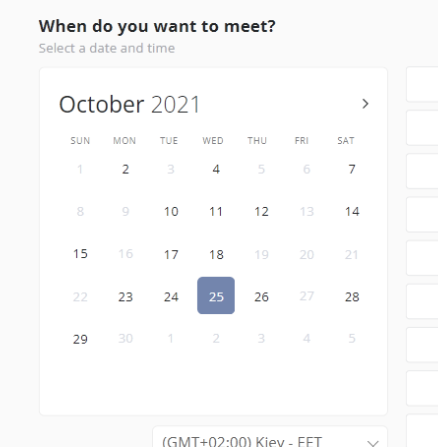 When do you want to meet?
Select a date and time
October 2021
SUN MON TUE WED THU FRI SAT
1 2 3 4 5 6 7
8 9 10 11 12 13 14
15 16 17 18 19 20 21
22 23 24 25 26 27 28
29 30 1 2 3 4 5
(GMT+02:00) Kiev - EET